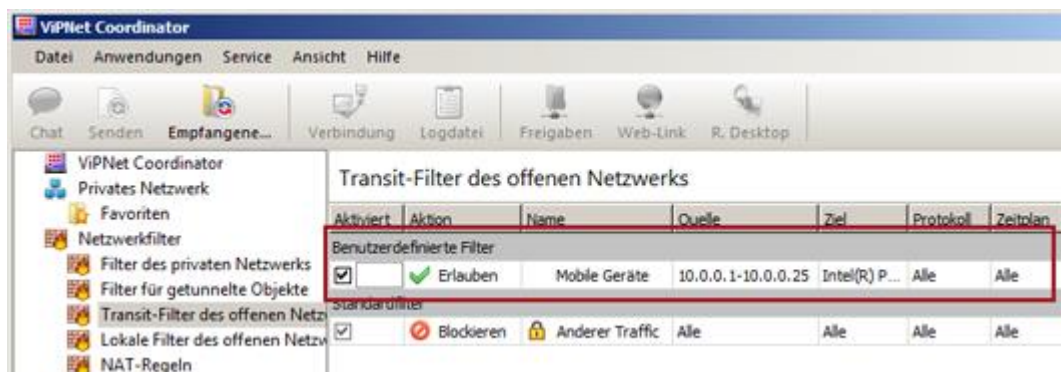 ViPNet Coordinator
Datei Anwendungen Service Ansicht Hilfe
Chat Senden Empfangene... Verbindung Logdatei Freigaben Web-Link R. Desktop
ViPNet Coordinator
Privates Netzwerk
Favoriten
Netzwerkfilter
Filter des privaten Netzwerks
Filter für getunnelte Objekte
Transit-Filter des offenen Netz
Lokale Filter des offenen Netzw
NAT-Regeln
Transit-Filter des offenen Netzwerks
Aktiviert Aktion Name Quelle Ziel Protokoll Zeitplan
Benutzerdefinierte Filter
Erlauben Mobile Geräte 10.0.0.1-10.0.0.25 Intel(R) P... Alle Alle
Standardfilter
Blockieren Anderer Traffic Alle Alle Alle Alle